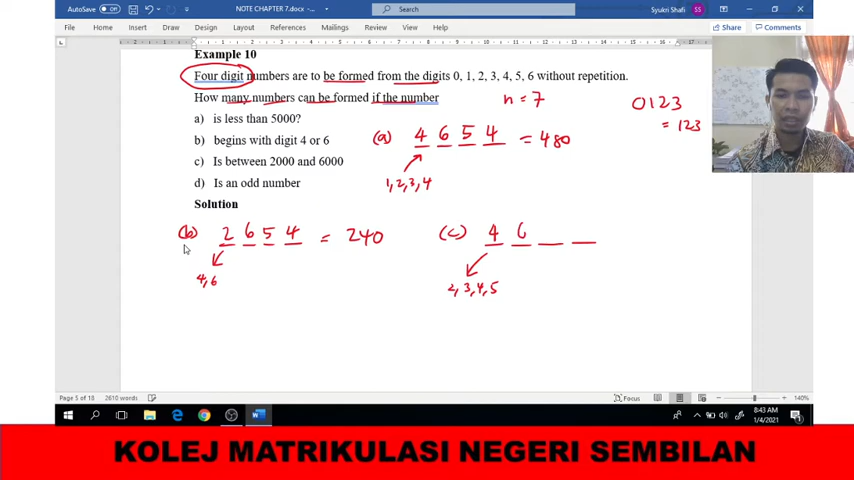 AutoSave Off
NOTE CHAPTER 7.docx
Search
Syukri Shafi
SS
File Home Insert Draw Design Layout References Mailings Review View Help
Share Comments
Example 10
Four digit numbers are to be formed from the digits 0, 1, 2, 3, 4, 5, 6 without repetition.
How many numbers can be formed if the number
n = 7
0123
= 123
a) is less than 5000?
b) begins with digit 4 or 6
c) Is between 2000 and 6000
d) Is an odd number
(a) 4 6 5 4 = 480
1,2,3,4
Solution
(b) 2 6 5 4 = 240
4,6
(c) 4 6
2,3,4,5
Page 5 of 18
Focus
140%
8:43 AM
1/4/2021
KOLEJ MATRIKULASI NEGERI SEMBILAN